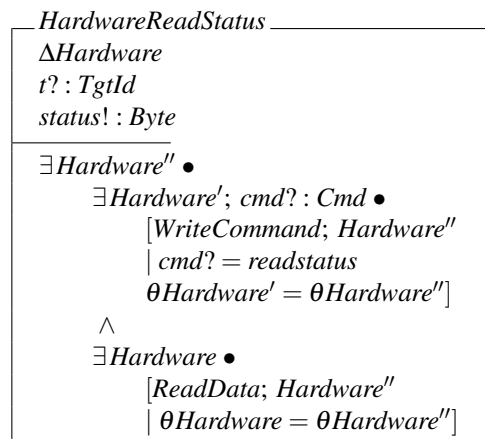 HardwareReadStatus
ΔHardware
t? : TgtId
status! : Byte
∃Hardware″ •
∃Hardware′; cmd? : Cmd •
[WriteCommand; Hardware″
| cmd? = readstatus
θHardware′ = θHardware″]
∧
∃Hardware •
[ReadData; Hardware″
| θHardware = θHardware″]